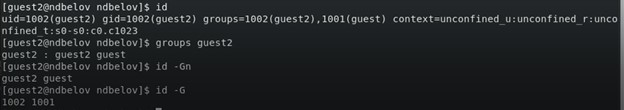 [guest2@ndbelov ndbelov]$ id
uid=1002(guest2) gid=1002(guest2) groups=1002(guest2),1001(guest) context=unconfined_u:unconfined_r:unco
nfined_t:s0-s0:c0.c1023
[guest2@ndbelov ndbelov]$ groups guest2
guest2 : guest2 guest
[guest2@ndbelov ndbelov]$ id -Gn
guest2 guest
[guest2@ndbelov ndbelov]$ id -G
1002 1001